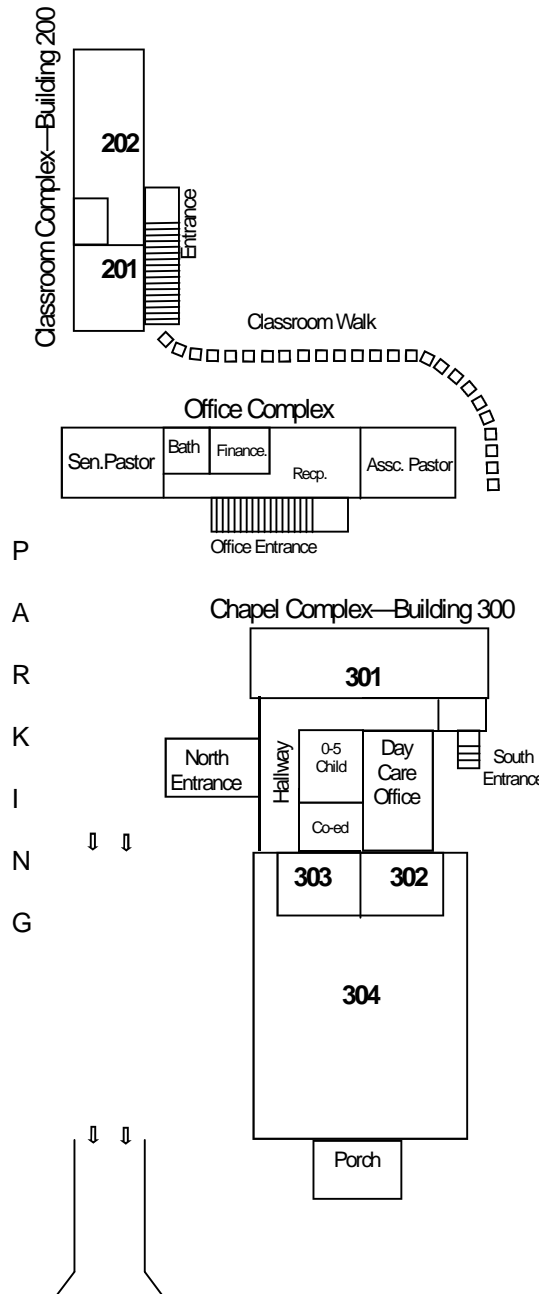 Classroom Complex—Building 200
202
201
Entrance
Classroom Walk
Office Complex
Sen.Pastor
Bath
Finance.
Recp.
Assc. Pastor
Office Entrance
P
A
R
K
I
N
G
Chapel Complex—Building 300
301
North
Entrance
Hallway
0-5
Child
Day
Care
Office
South
Entrance
Co-ed
303
302
304
Porch